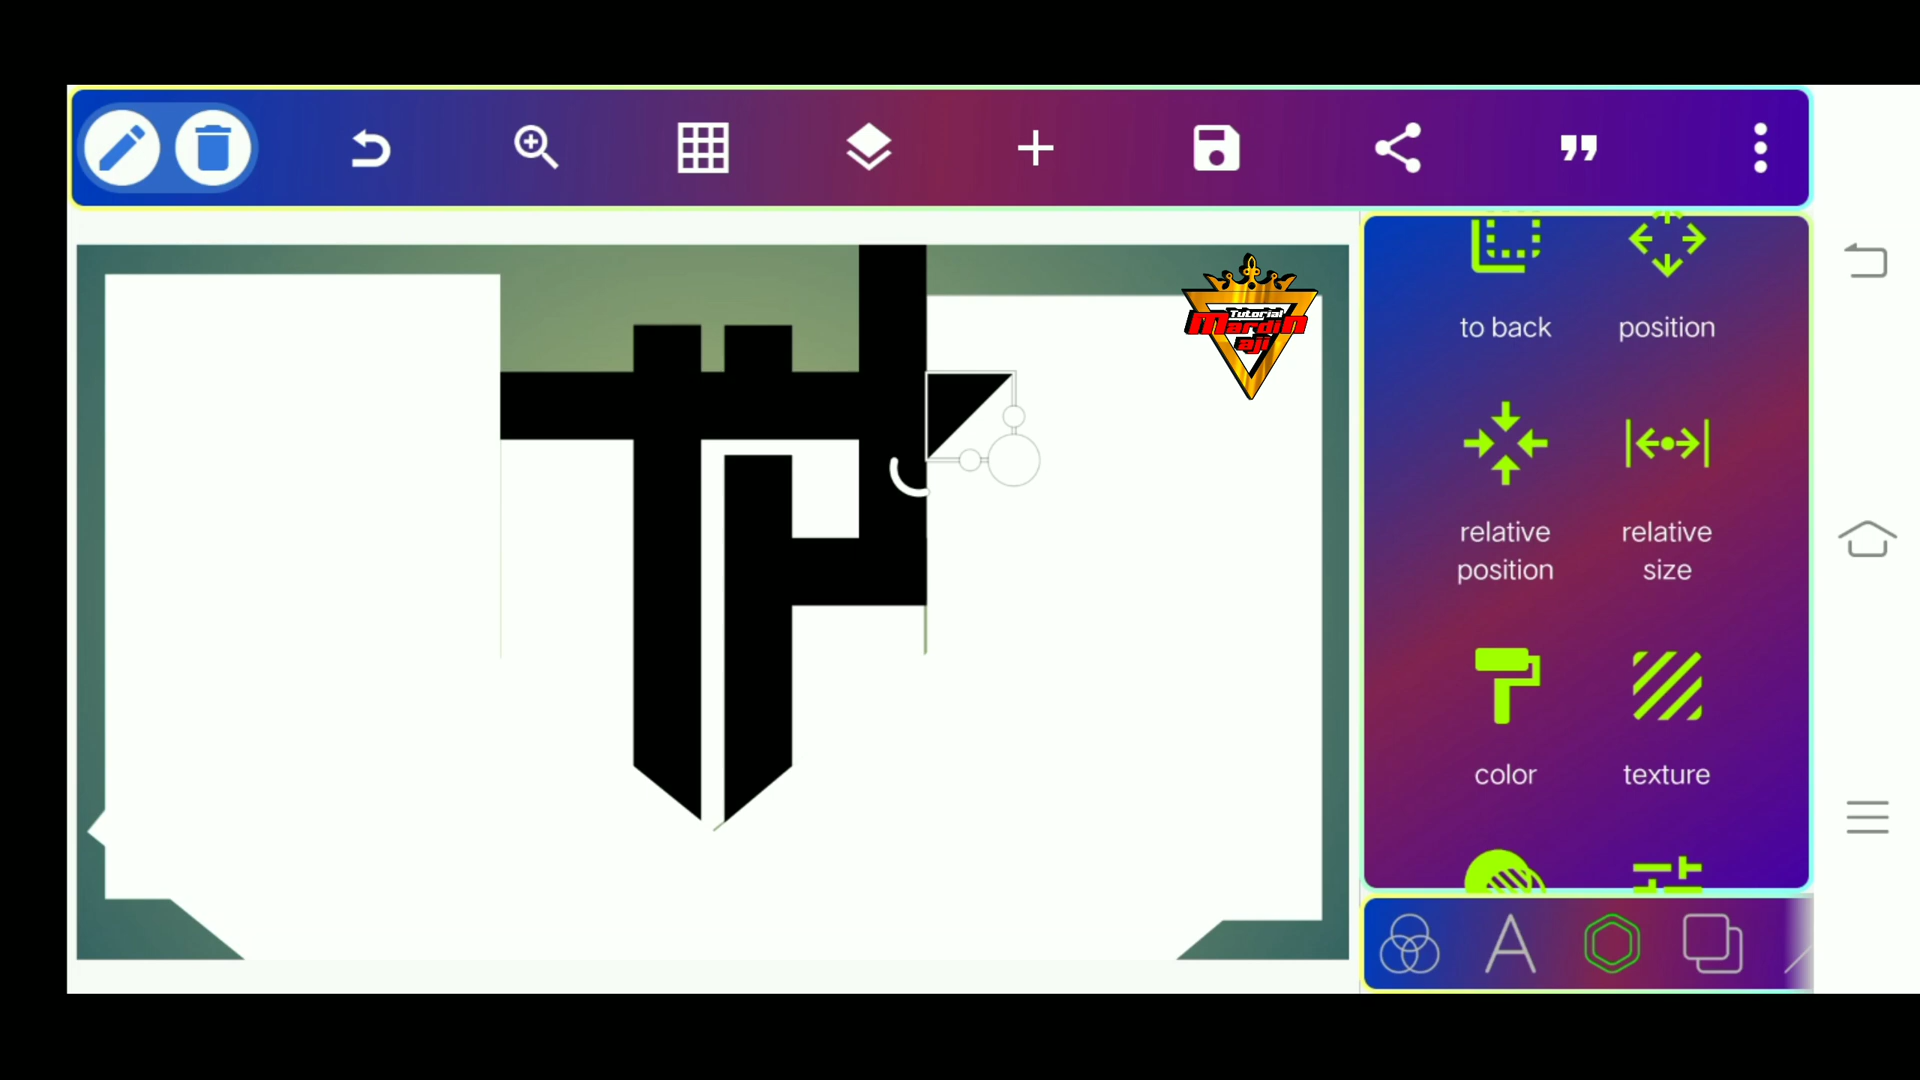 Tutorial
Mardin
aji
to back
position
relative
position
relative
size
color
texture